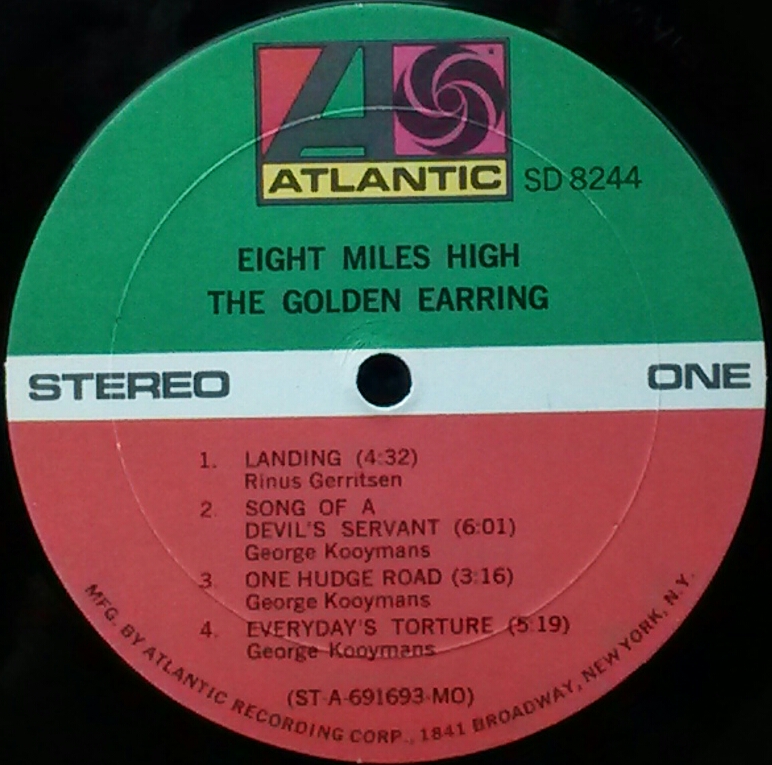 ATLANTIC SD 8244
EIGHT MILES HIGH
THE GOLDEN EARRING
STEREO ONE
1. LANDING (4:32)
Rinus Gerritsen
2. SONG OF A
DEVIL'S SERVANT (6:01)
George Kooymans
3. ONE HUDGE ROAD (3:16)
George Kooymans
4. EVERYDAY'S TORTURE (5:19)
George Kooymans
(ST-A-691693-MO)
MFG. BY ATLANTIC RECORDING CORP., 1841 BROADWAY, NEW YORK, N.Y.